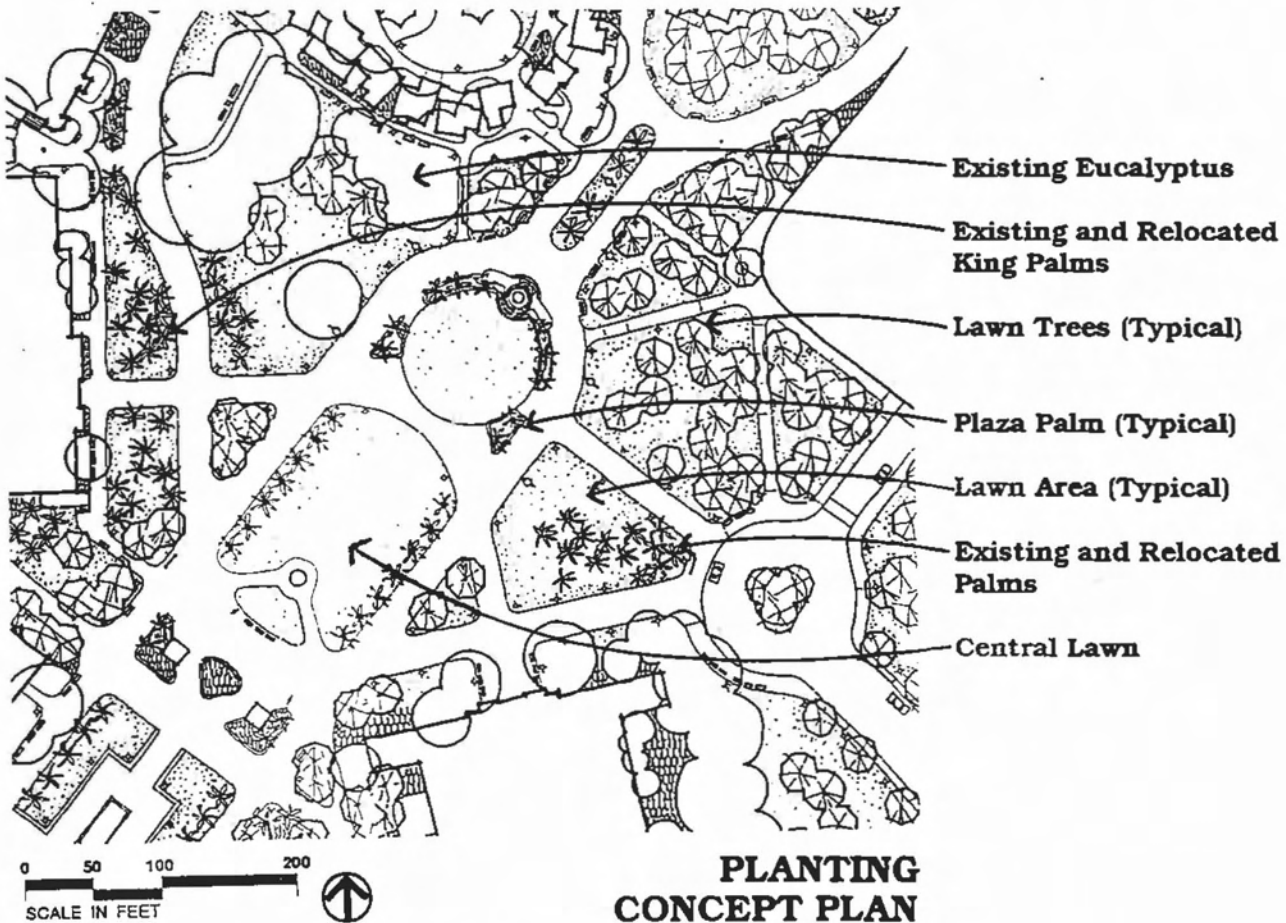 Existing Eucalyptus
Existing and Relocated
King Palms
Lawn Trees (Typical)
Plaza Palm (Typical)
Lawn Area (Typical)
Existing and Relocated
Palms
Central Lawn
0 50 100 200
SCALE IN FEET
PLANTING
CONCEPT PLAN